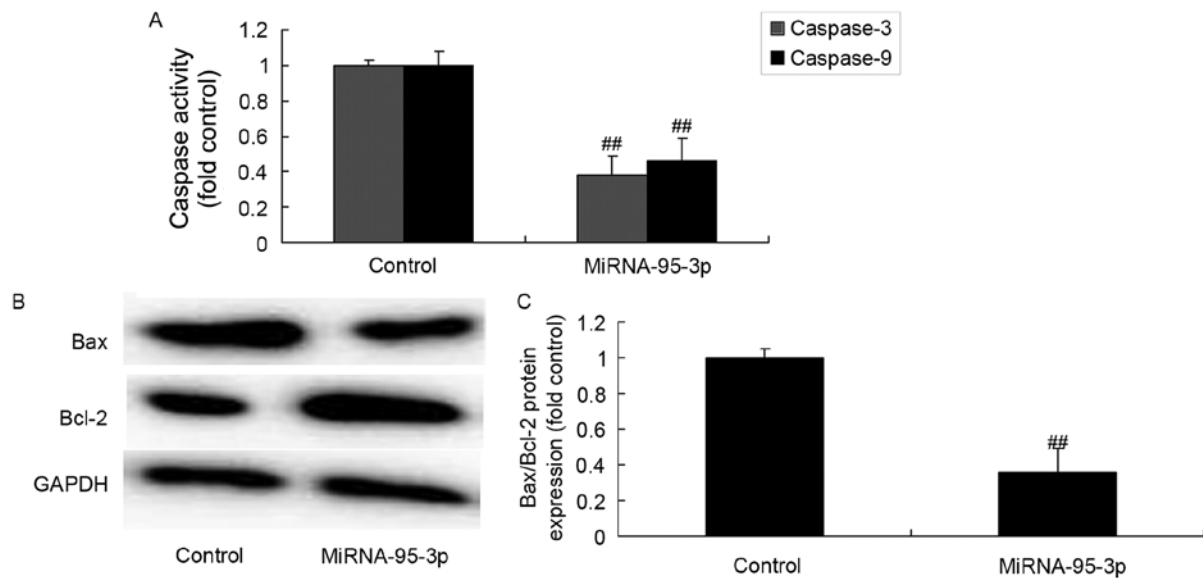 A
Caspase activity
(fold control)
1.2
1
0.8
0.6
0.4
0.2
0
##
##
Control
MiRNA-95-3p
Caspase-3
Caspase-9
B
Bax
Bcl-2
GAPDH
Control
MiRNA-95-3p
C
Bax/Bcl-2 protein
expression (fold control)
1.2
1
0.8
0.6
0.4
0.2
0
##
Control
MiRNA-95-3p